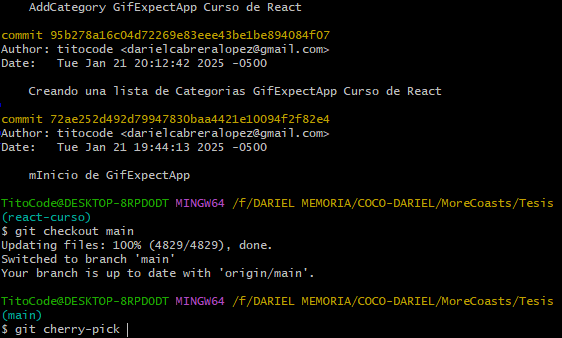 AddCategory GifExpectApp Curso de React
commit 95b278a16c04d72269e83eee43be1be894084f07
Author: titocode <darielcabreralopez@gmail.com>
Date:   Tue Jan 21 20:12:42 2025 -0500
Creando una lista de Categorias GifExpectApp Curso de React
commit 72ae252d492d79947830baa4421e10094f2f82e4
Author: titocode <darielcabreralopez@gmail.com>
Date:   Tue Jan 21 19:44:13 2025 -0500
mInicio de GifExpectApp
TitoCode@DESKTOP-8RPDODT MINGW64 /f/DARIEL MEMORIA/COCO-DARIEL/MoreCoasts/Tesis
(react-curso)
$ git checkout main
Updating files: 100% (4829/4829), done.
Switched to branch 'main'
Your branch is up to date with 'origin/main'.
TitoCode@DESKTOP-8RPDODT MINGW64 /f/DARIEL MEMORIA/COCO-DARIEL/MoreCoasts/Tesis
(main)
$ git cherry-pick